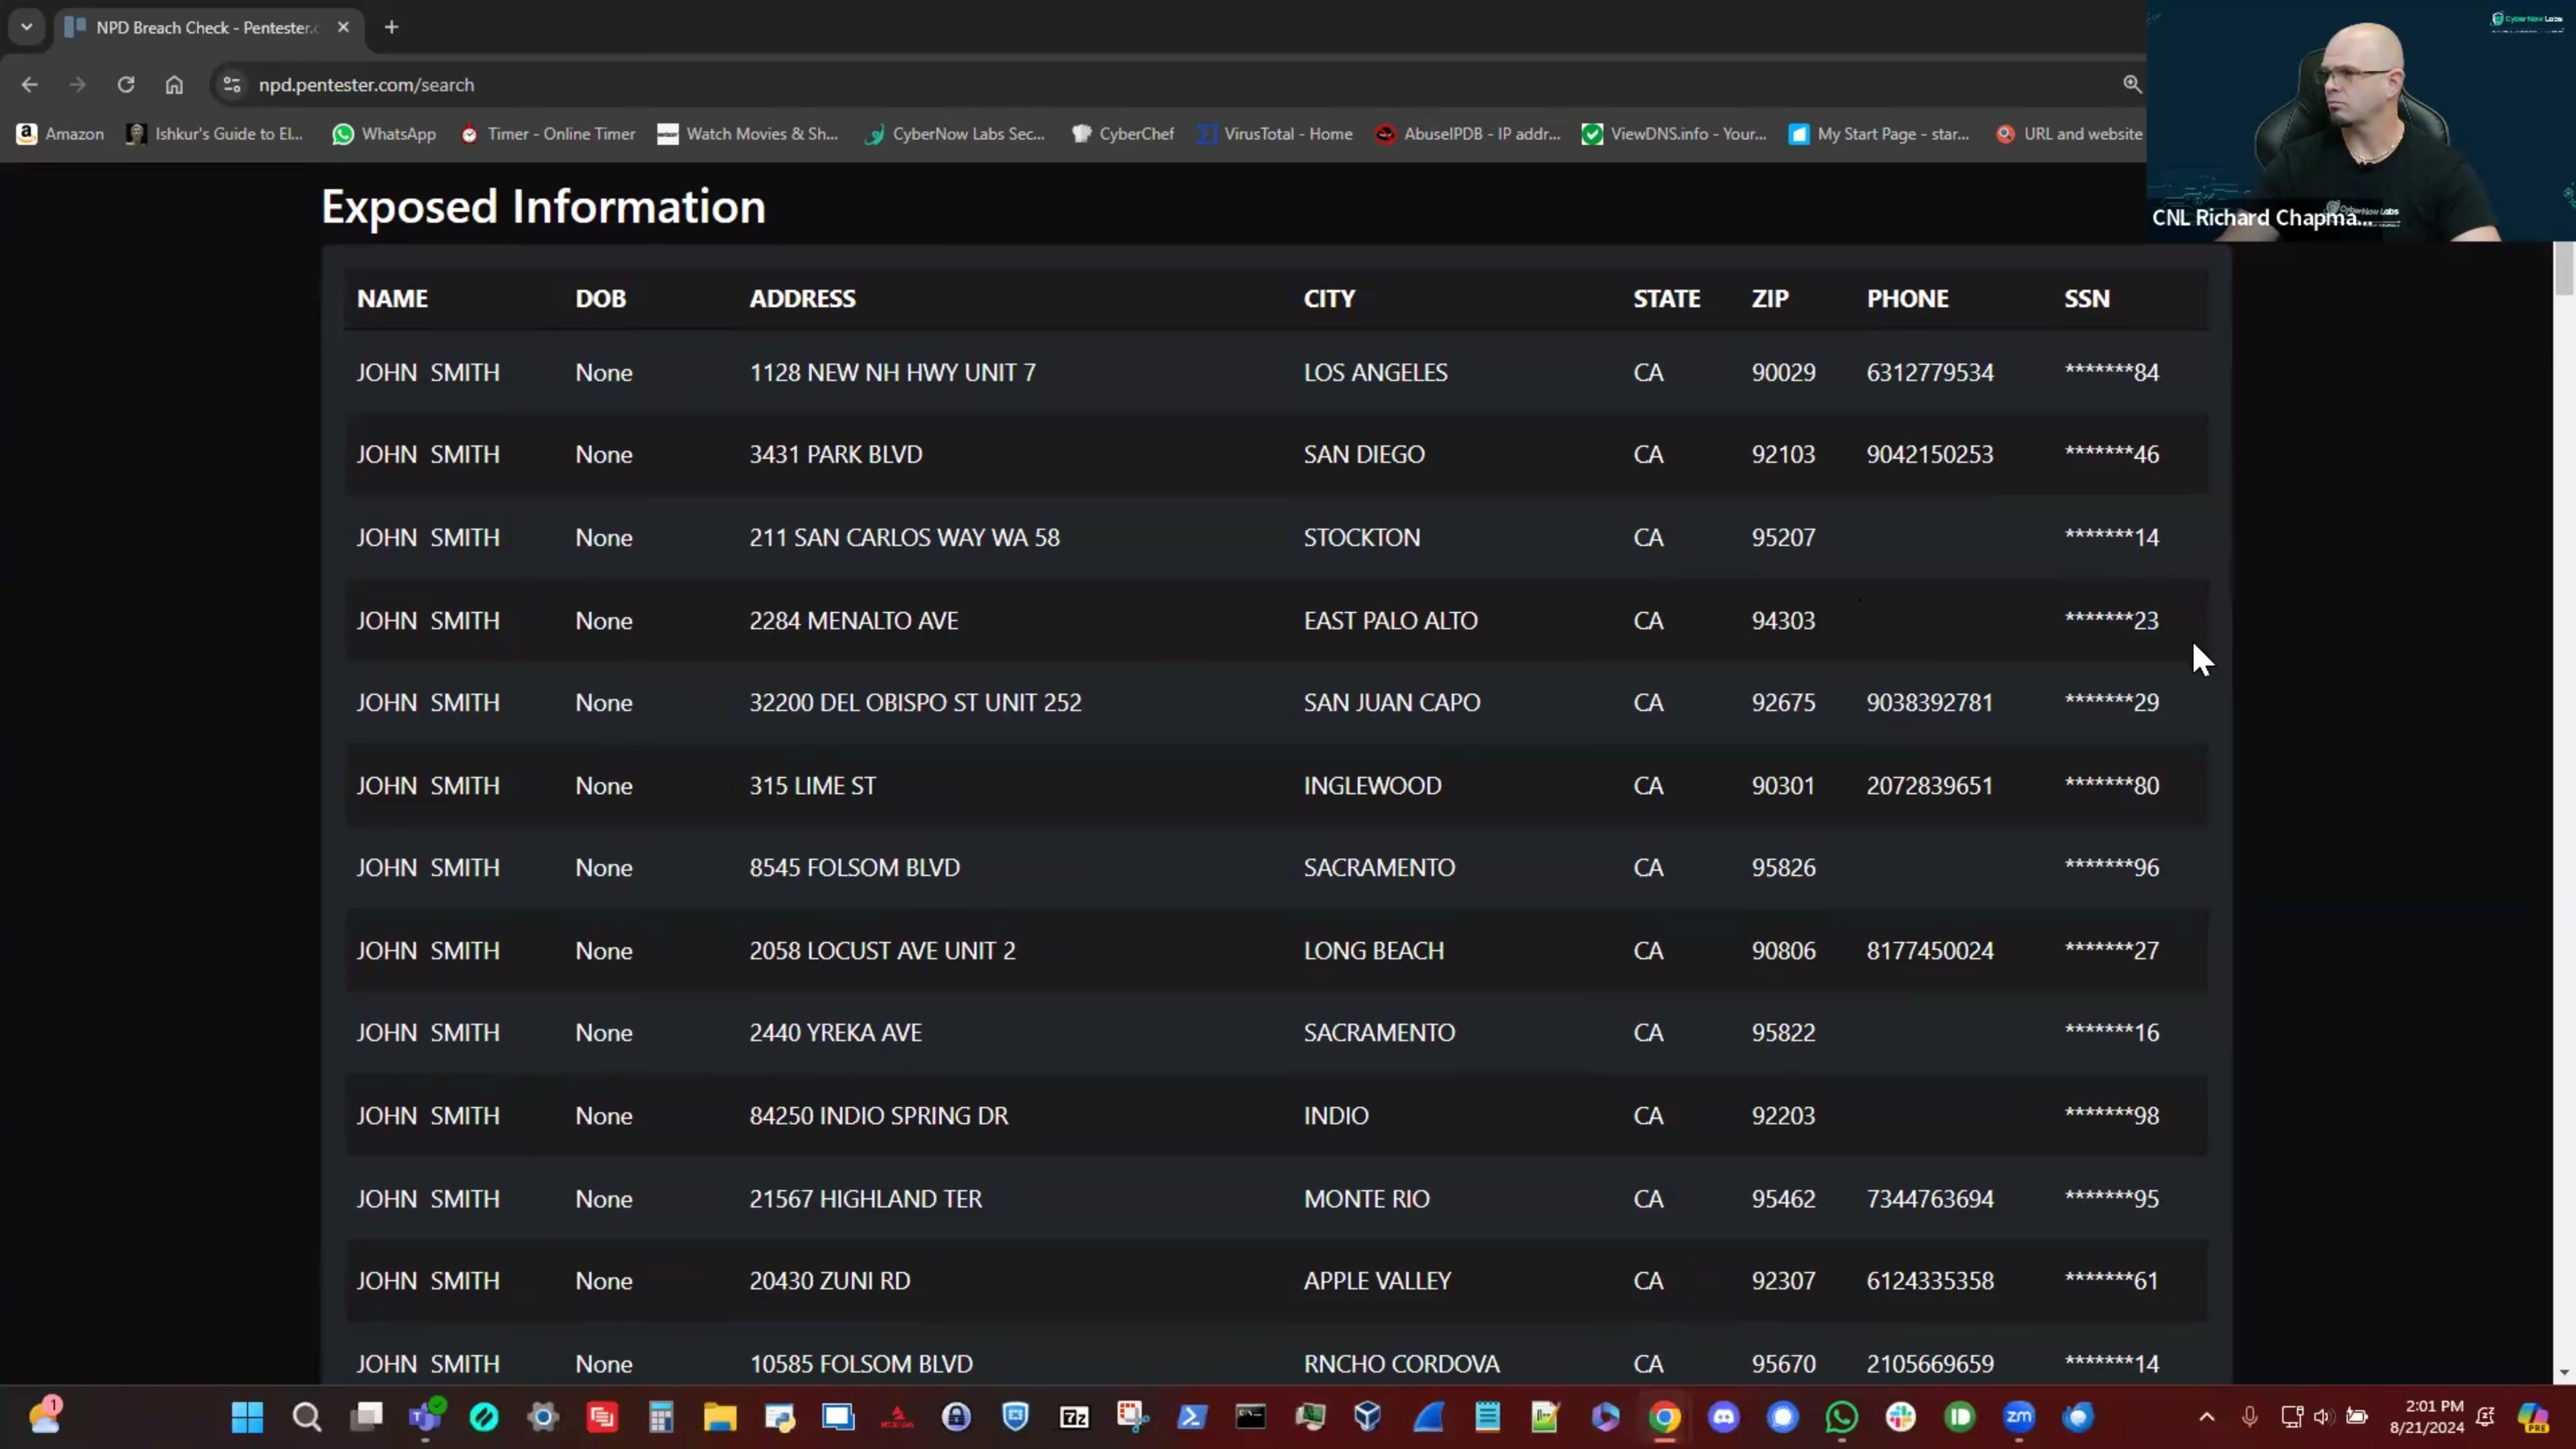 NPD Breach Check - Pentester.c
npd.pentester.com/search
Amazon Ishkur's Guide to El... WhatsApp Timer - Online Timer Watch Movies & Sh... CyberNow Labs Sec... CyberChef VirusTotal - Home AbuseIPDB - IP addr... ViewDNS.info - Your... My Start Page - star... URL and website
CyberNow Labs
CyberNow Labs
CNL Richard Chapma...
Exposed Information
NAME DOB ADDRESS CITY STATE ZIP PHONE SSN
JOHN SMITH None 1128 NEW NH HWY UNIT 7 LOS ANGELES CA 90029 6312779534 *******84
JOHN SMITH None 3431 PARK BLVD SAN DIEGO CA 92103 9042150253 *******46
JOHN SMITH None 211 SAN CARLOS WAY WA 58 STOCKTON CA 95207 *******14
JOHN SMITH None 2284 MENALTO AVE EAST PALO ALTO CA 94303 *******23
JOHN SMITH None 32200 DEL OBISPO ST UNIT 252 SAN JUAN CAPO CA 92675 9038392781 *******29
JOHN SMITH None 315 LIME ST INGLEWOOD CA 90301 2072839651 *******80
JOHN SMITH None 8545 FOLSOM BLVD SACRAMENTO CA 95826 *******96
JOHN SMITH None 2058 LOCUST AVE UNIT 2 LONG BEACH CA 90806 8177450024 *******27
JOHN SMITH None 2440 YREKA AVE SACRAMENTO CA 95822 *******16
JOHN SMITH None 84250 INDIO SPRING DR INDIO CA 92203 *******98
JOHN SMITH None 21567 HIGHLAND TER MONTE RIO CA 95462 7344763694 *******95
JOHN SMITH None 20430 ZUNI RD APPLE VALLEY CA 92307 6124335358 *******61
JOHN SMITH None 10585 FOLSOM BLVD RNCHO CORDOVA CA 95670 2105669659 *******14
1
7z
zm
2:01 PM
8/21/2024
PRE